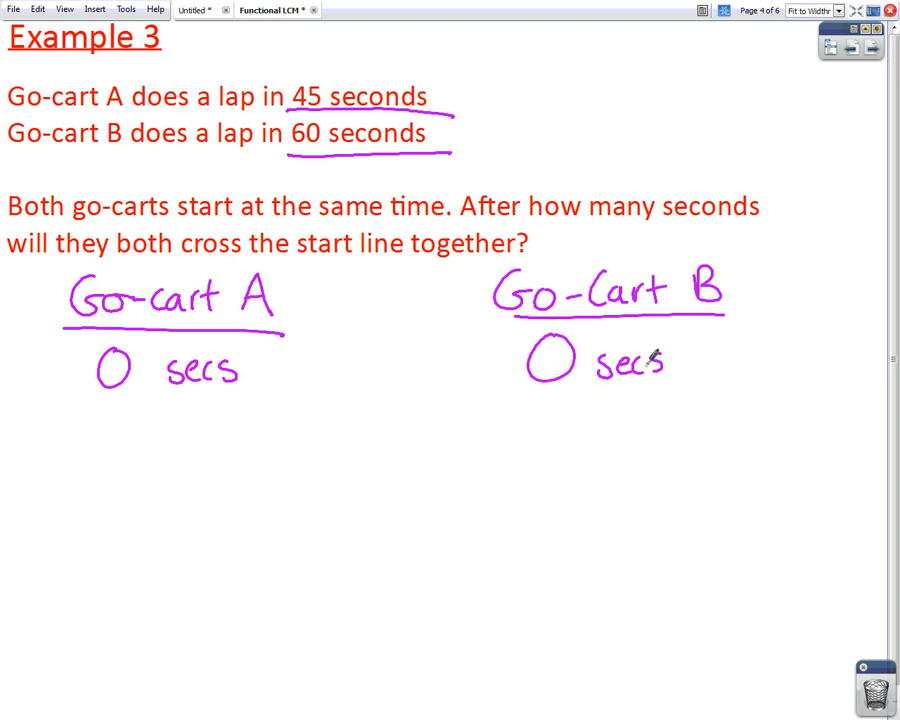 File Edit View Insert Tools Help Untitled * Functional LCM * Page 4 of 6 Fit to Width
Example 3
Go-cart A does a lap in 45 seconds
Go-cart B does a lap in 60 seconds
Both go-carts start at the same time. After how many seconds
will they both cross the start line together?
Go-cart A Go-Cart B
0 secs 0 secs